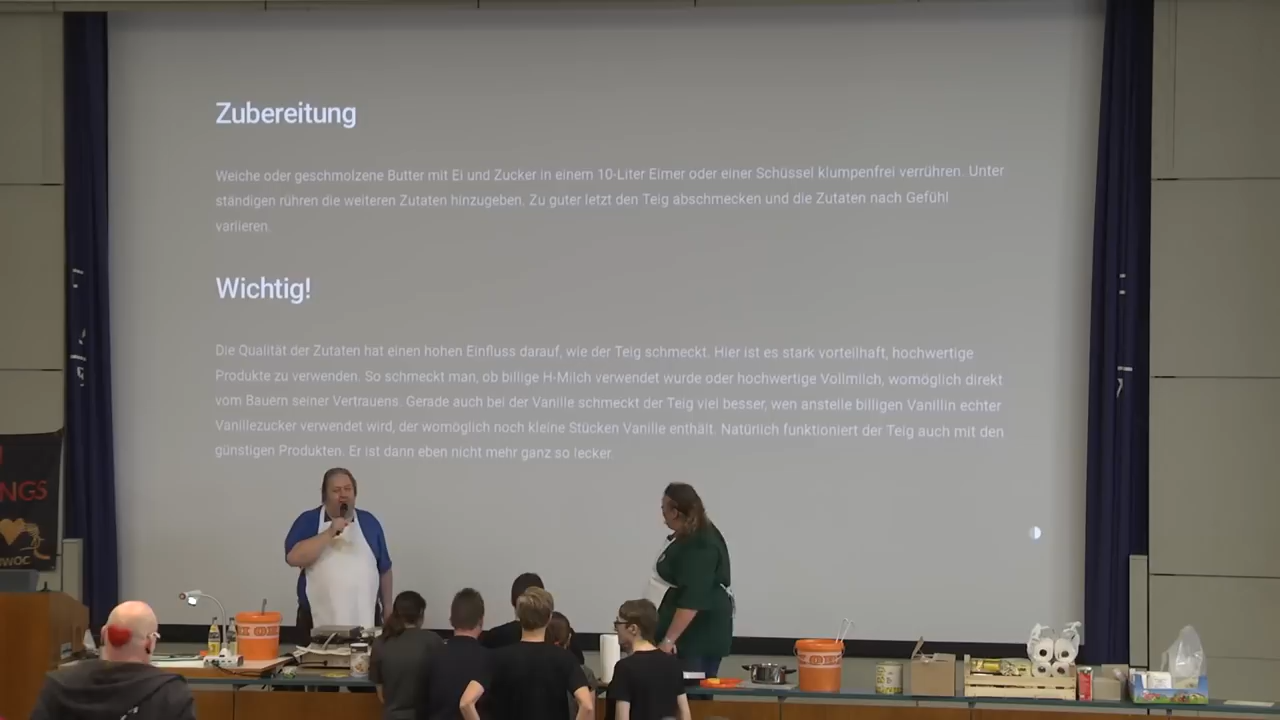 Zubereitung
Weiche oder geschmolzene Butter mit Ei und Zucker in einem 10-Liter Eimer oder einer Schüssel klumpenfrei verrühren. Unter
ständigen rühren die weiteren Zutaten hinzugeben. Zu guter letzt den Teig abschmecken und die Zutaten nach Gefühl
variieren.
Wichtig!
Die Qualität der Zutaten hat einen hohen Einfluss darauf, wie der Teig schmeckt. Hier ist es stark vorteilhaft, hochwertige
Produkte zu verwenden. So schmeckt man, ob billige H-Milch verwendet wurde oder hochwertige Vollmilch, womöglich direkt
vom Bauern seiner Vertrauens. Gerade auch bei der Vanille schmeckt der Teig viel besser, wen anstelle billigen Vanillin echter
Vanillezucker verwendet wird, der womöglich noch kleine Stücken Vanille enthält. Natürlich funktioniert der Teig auch mit den
günstigen Produkten. Er ist dann eben nicht mehr ganz so lecker.
NGS